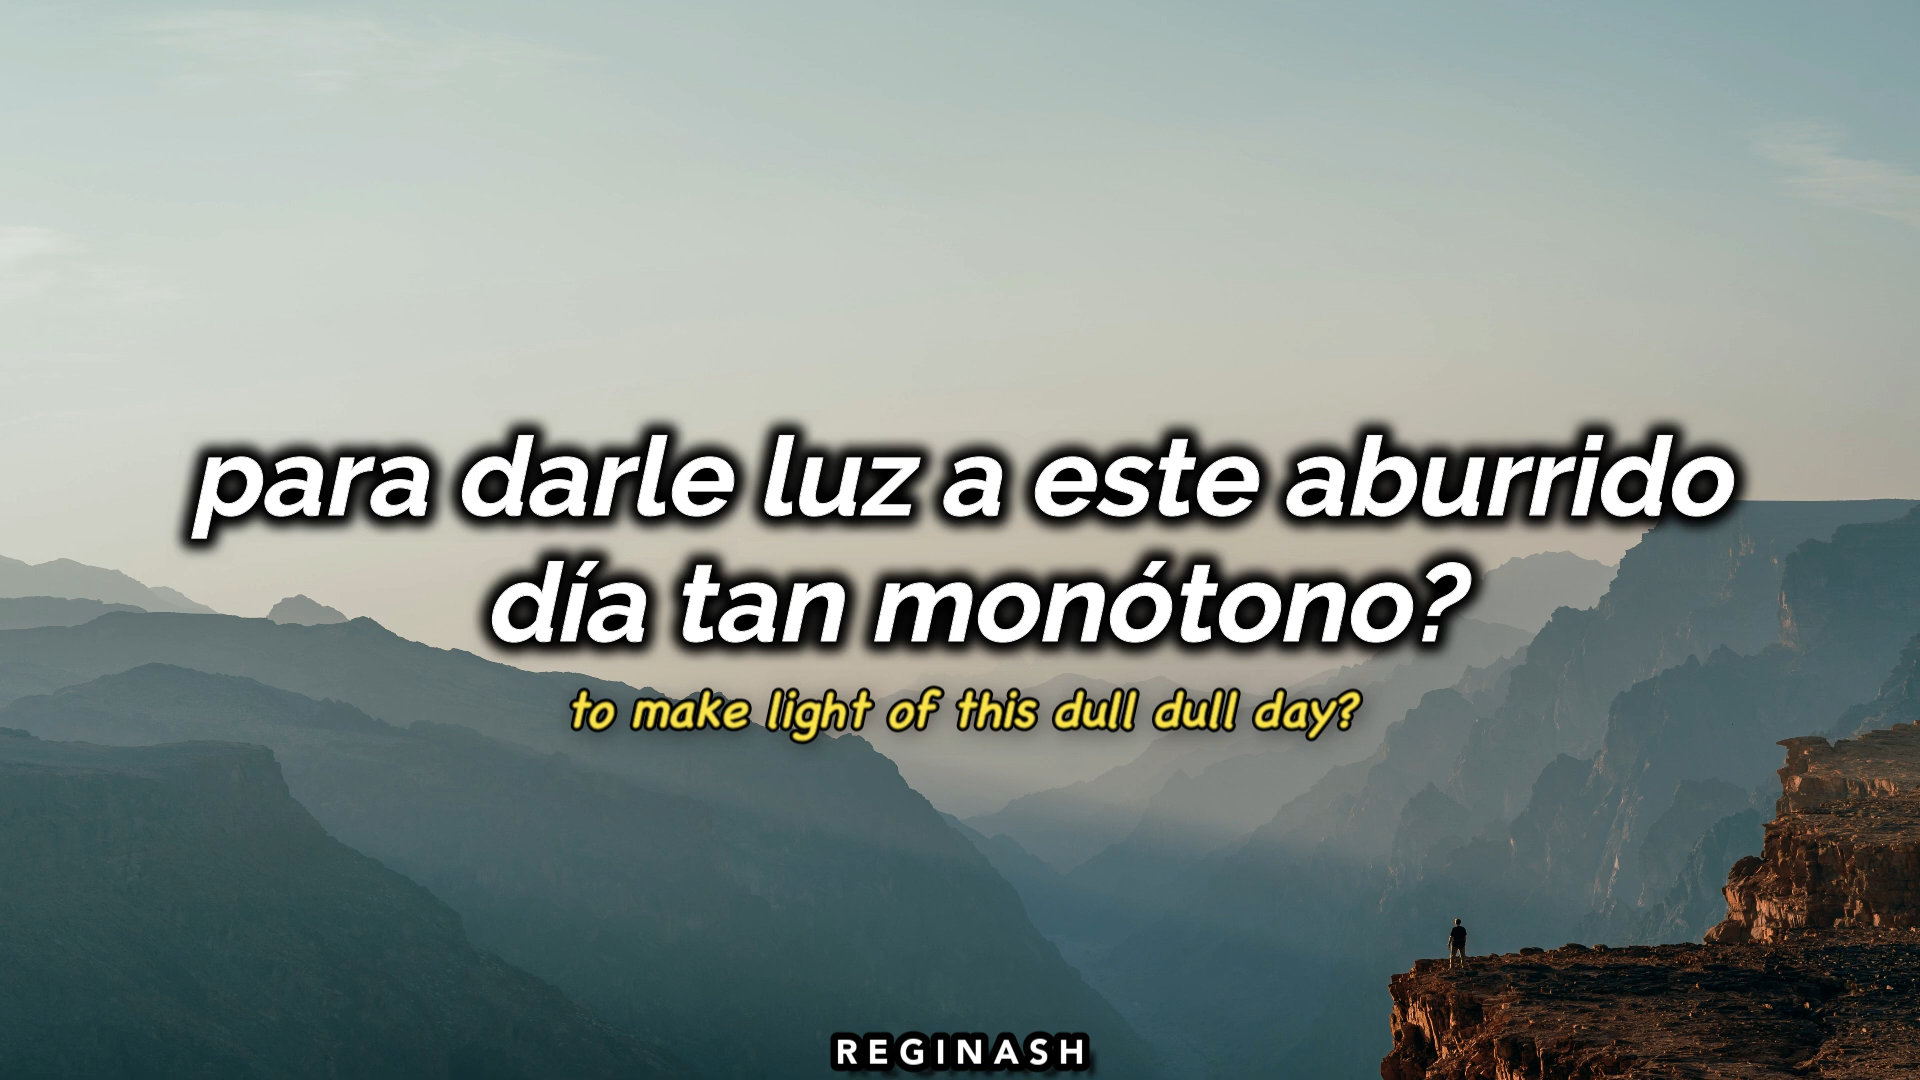 para darle luz a este aburrido
día tan monótono?
to make light of this dull dull day?
REGINASH